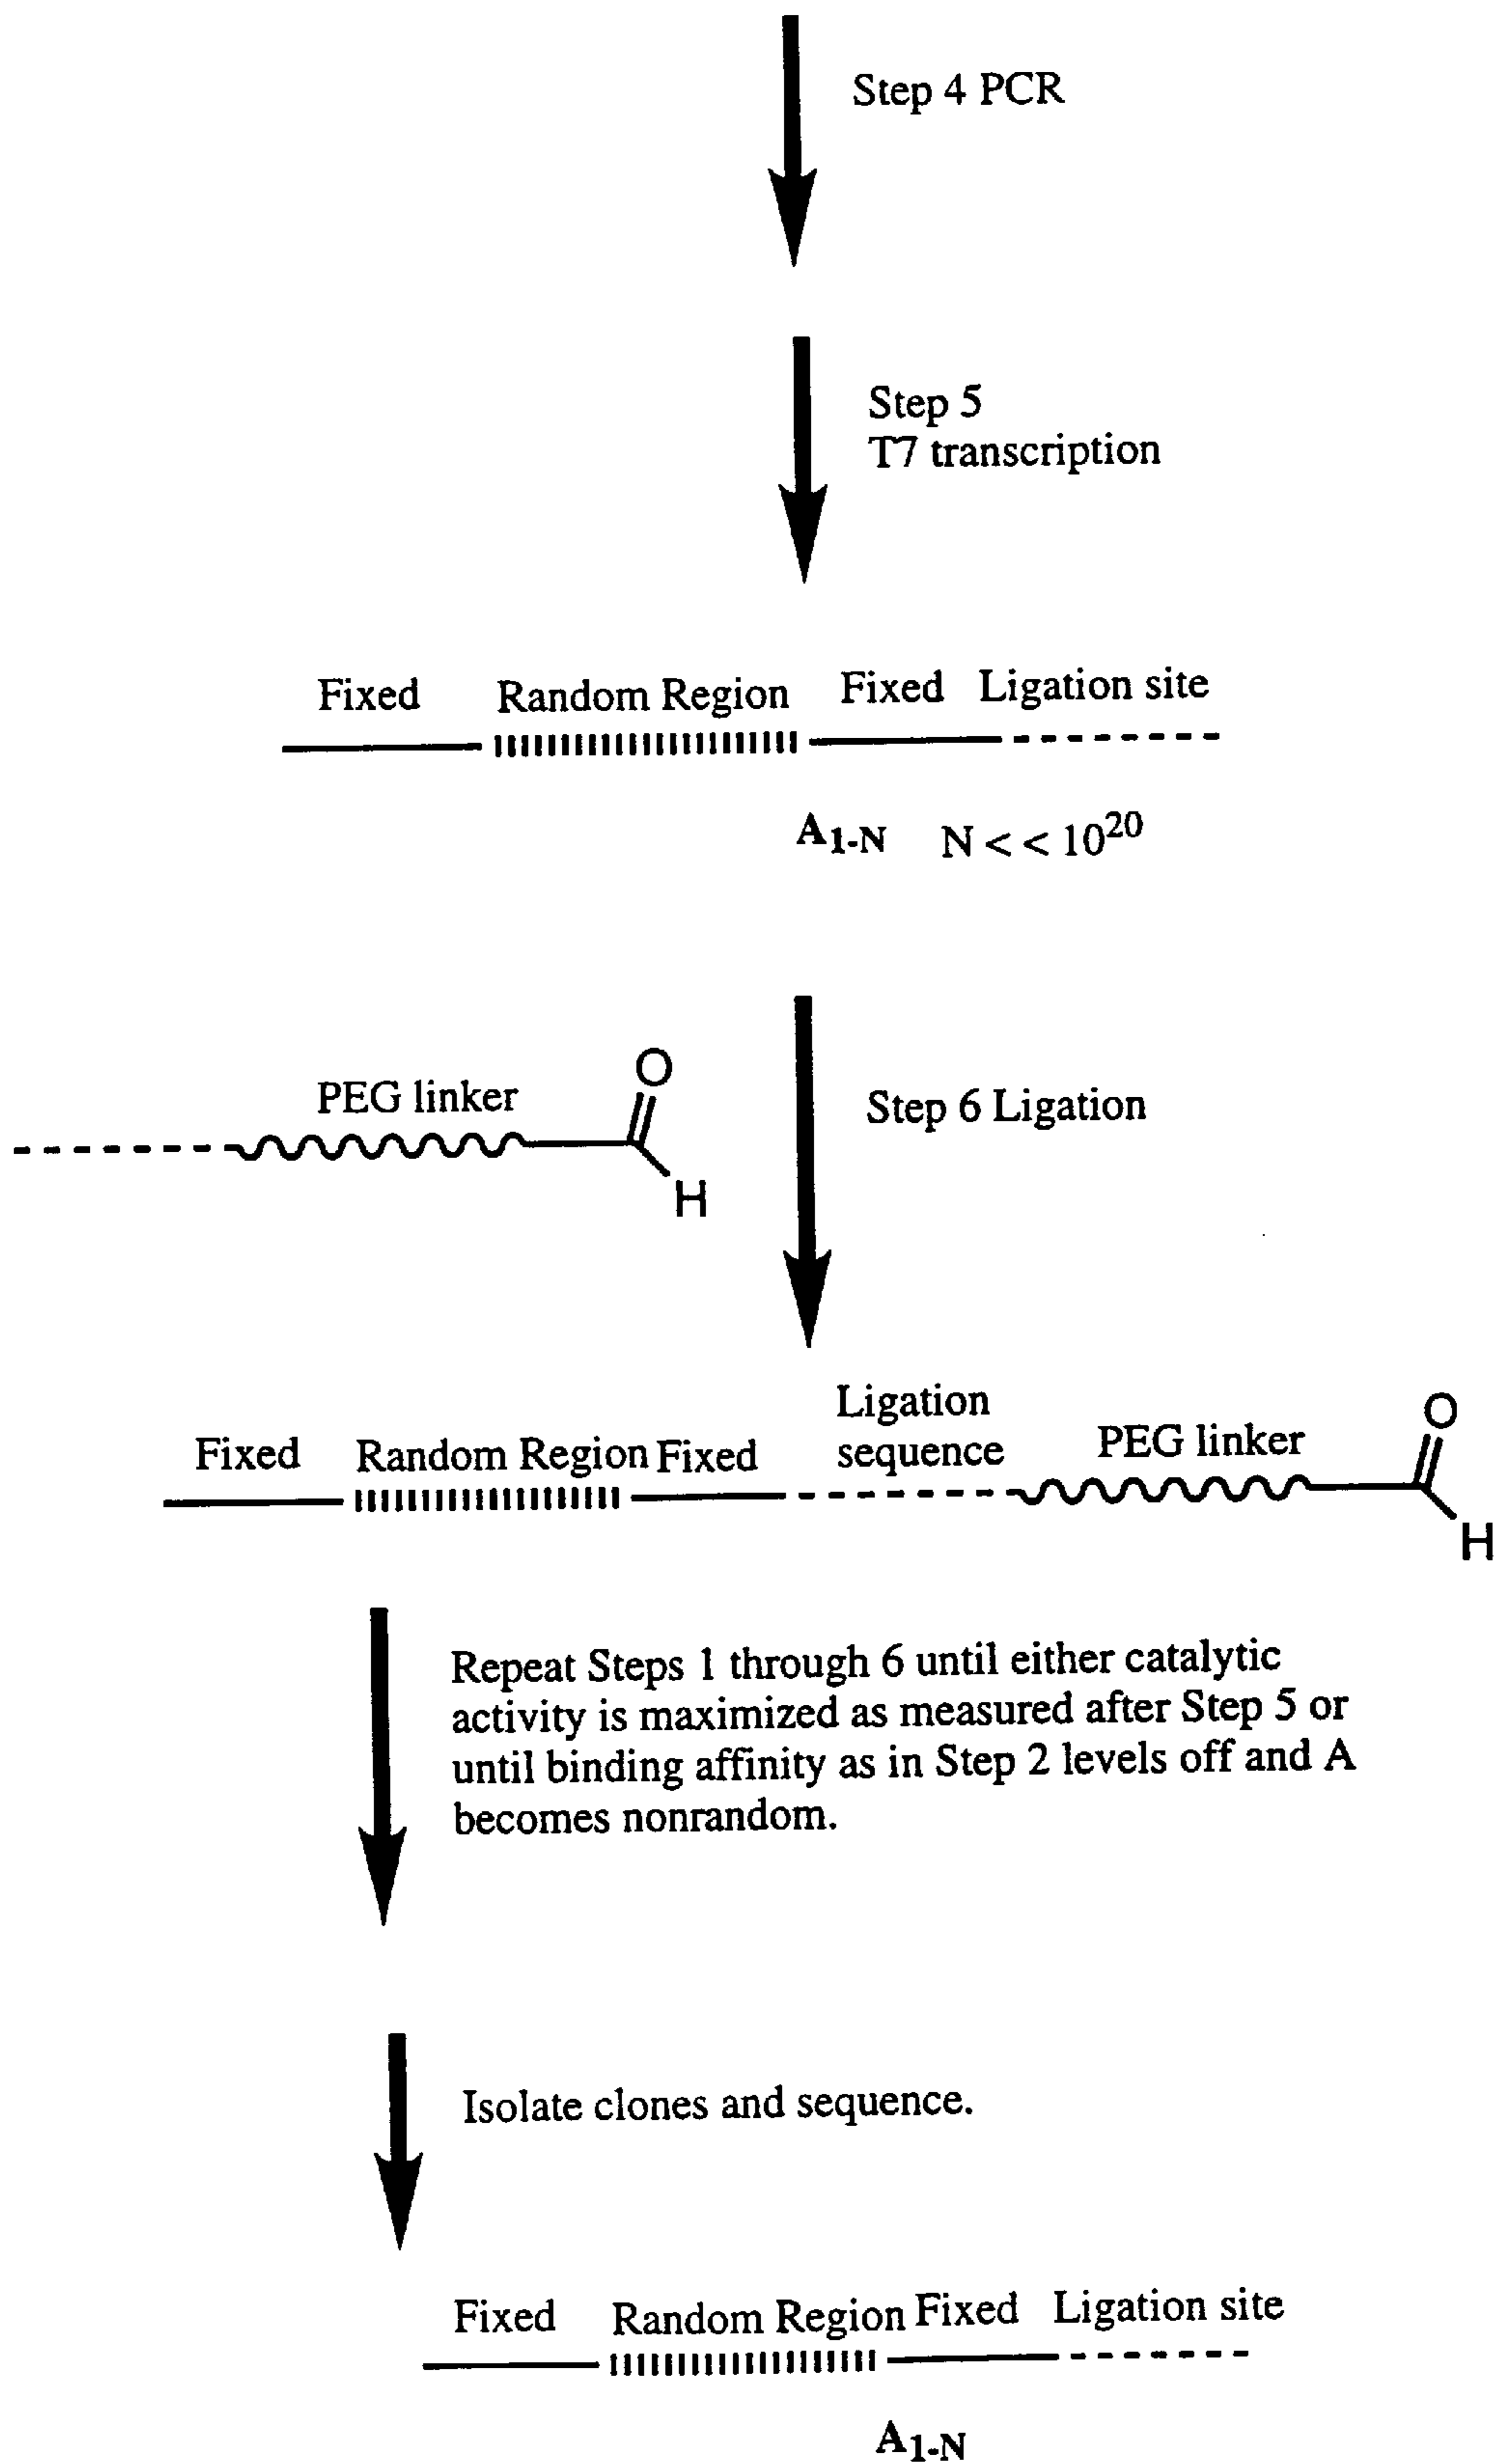 Step 4 PCR
Step 5
T7 transcription
Fixed Random Region Fixed Ligation site
A1-N N < < 10^20
PEG linker
O
H
Step 6 Ligation
Fixed Random Region Fixed
Ligation
sequence
PEG linker
O
H
Repeat Steps 1 through 6 until either catalytic
activity is maximized as measured after Step 5 or
until binding affinity as in Step 2 levels off and A
becomes nonrandom.
Isolate clones and sequence.
Fixed Random Region Fixed Ligation site
A1-N